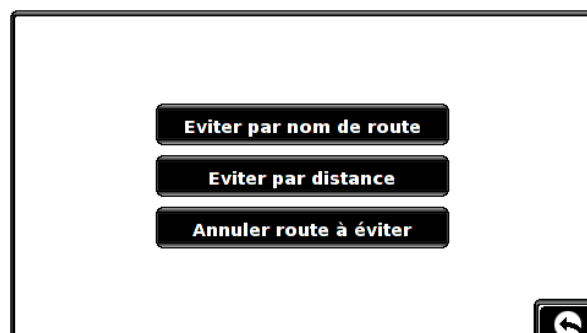 Eviter par nom de route
Eviter par distance
Annuler route à éviter